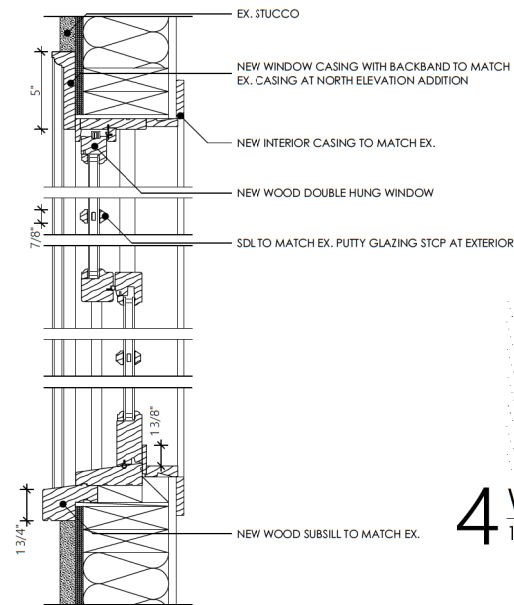 EX. STUCCO
NEW WINDOW CASING WITH BACKBAND TO MATCH
EX. CASING AT NORTH ELEVATION ADDITION
5"
NEW INTERIOR CASING TO MATCH EX.
NEW WOOD DOUBLE HUNG WINDOW
7/8"
SDL TO MATCH EX. PUTTY GLAZING STOP AT EXTERIOR
1 3/8"
1 3/4"
NEW WOOD SUBSILL TO MATCH EX.
4